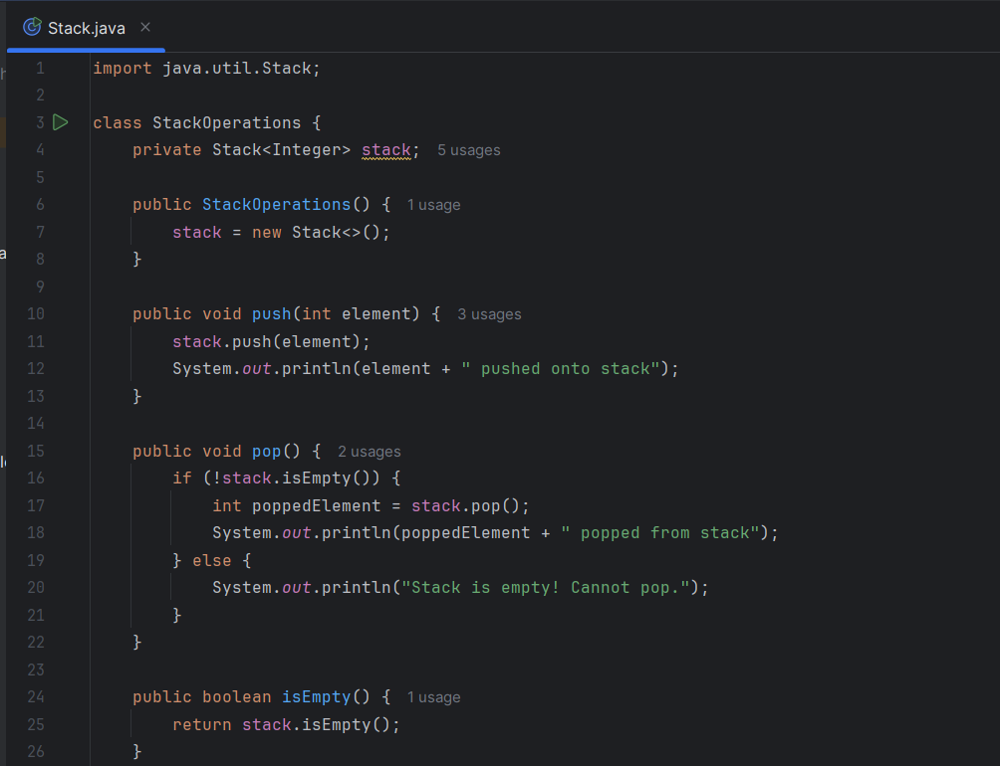 Stack.java
1 import java.util.Stack;
2
3 class StackOperations {
4 private Stack<Integer> stack; 5 usages
5
6 public StackOperations() { 1 usage
7 stack = new Stack<>();
8 }
9
10 public void push(int element) { 3 usages
11 stack.push(element);
12 System.out.println(element + " pushed onto stack");
13 }
14
15 public void pop() { 2 usages
16 if (!stack.isEmpty()) {
17 int poppedElement = stack.pop();
18 System.out.println(poppedElement + " popped from stack");
19 } else {
20 System.out.println("Stack is empty! Cannot pop.");
21 }
22 }
23
24 public boolean isEmpty() { 1 usage
25 return stack.isEmpty();
26 }